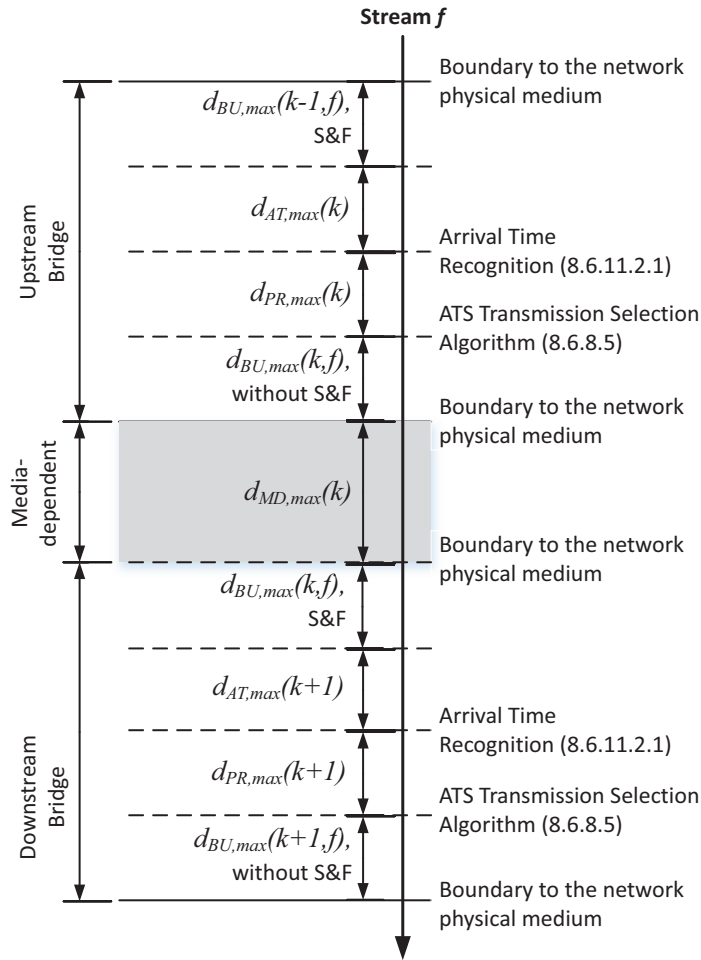 Stream f
Boundary to the network
physical medium
d_BU,max(k-1,f),
S&F
d_AT,max(k)
Arrival Time
Recognition (8.6.11.2.1)
d_PR,max(k)
ATS Transmission Selection
Algorithm (8.6.8.5)
d_BU,max(k,f),
without S&F
Upstream
Bridge
Boundary to the network
physical medium
Media-
dependent
d_MD,max(k)
Boundary to the network
physical medium
d_BU,max(k,f),
S&F
d_AT,max(k+1)
Arrival Time
Recognition (8.6.11.2.1)
d_PR,max(k+1)
ATS Transmission Selection
Algorithm (8.6.8.5)
d_BU,max(k+1,f),
without S&F
Downstream
Bridge
Boundary to the network
physical medium